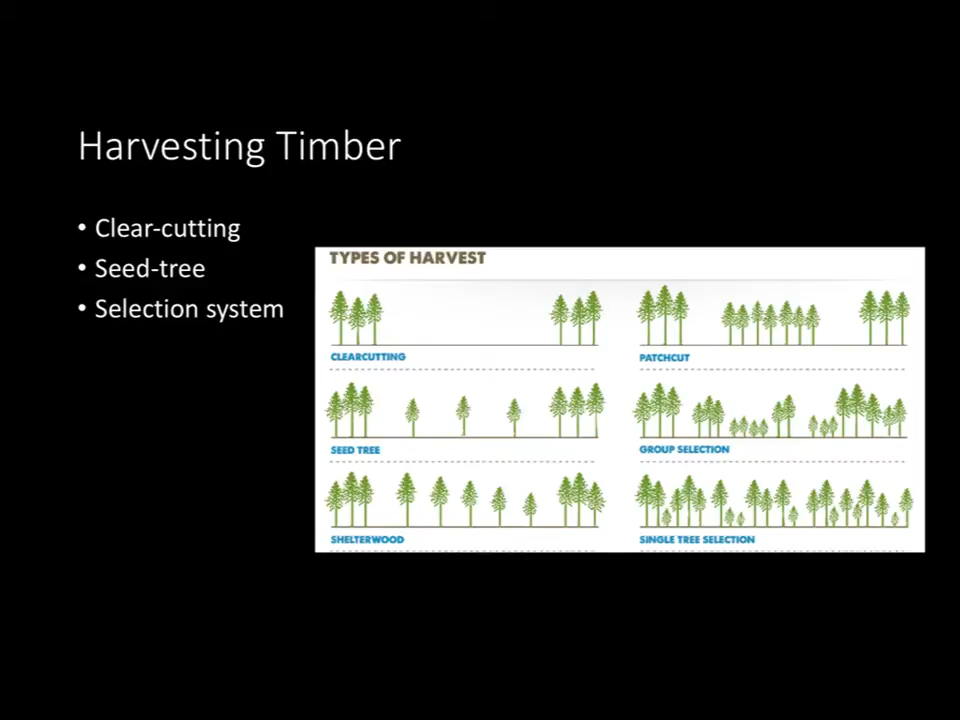 Harvesting Timber
• Clear-cutting
• Seed-tree
• Selection system
TYPES OF HARVEST
CLEARCUTTING
PATCHCUT
SEED TREE
GROUP SELECTION
SHELTERWOOD
SINGLE TREE SELECTION